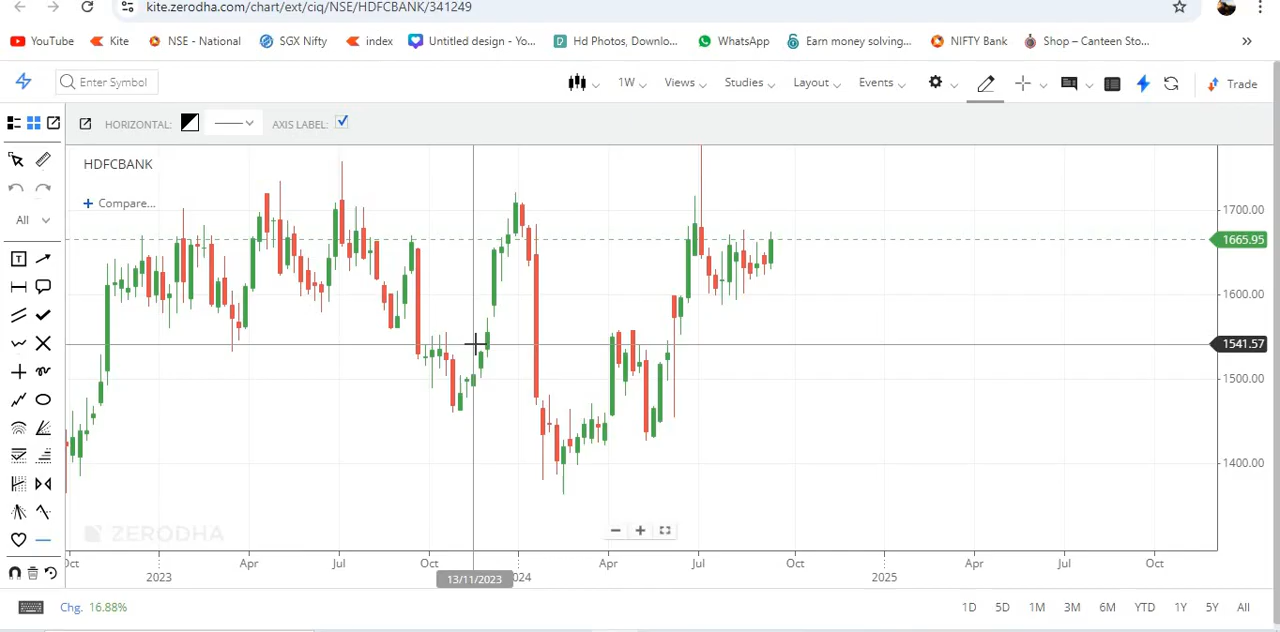 kite.zerodha.com/chart/ext/ciq/NSE/HDFCBANK/341249
YouTube Kite NSE - National SGX Nifty index Untitled design - Yo... Hd Photos, Downlo... WhatsApp Earn money solving... NIFTY Bank Shop – Canteen Sto... »
Enter Symbol 1W Views Studies Layout Events Trade
HORIZONTAL: AXIS LABEL:
HDFCBANK
+ Compare...
All
1700.00
1665.95
1600.00
1541.57
1500.00
1400.00
ZERODHA
Apr Jul Oct Apr Jul Oct Apr Jul Oct
2023 13/11/2023 2025
Chg. 16.88% 1D 5D 1M 3M 6M YTD 1Y 5Y All